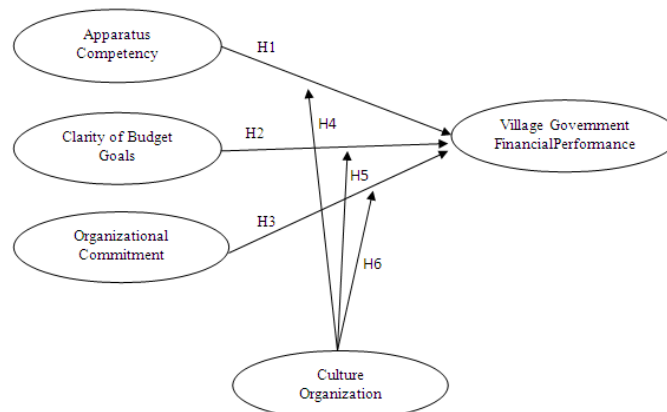 Apparatus
Competency
H1
H4
Village Government
FinancialPerformance
Clarity of Budget
Goals
H2
H5
Organizational
Commitment
H3
H6
Culture
Organization